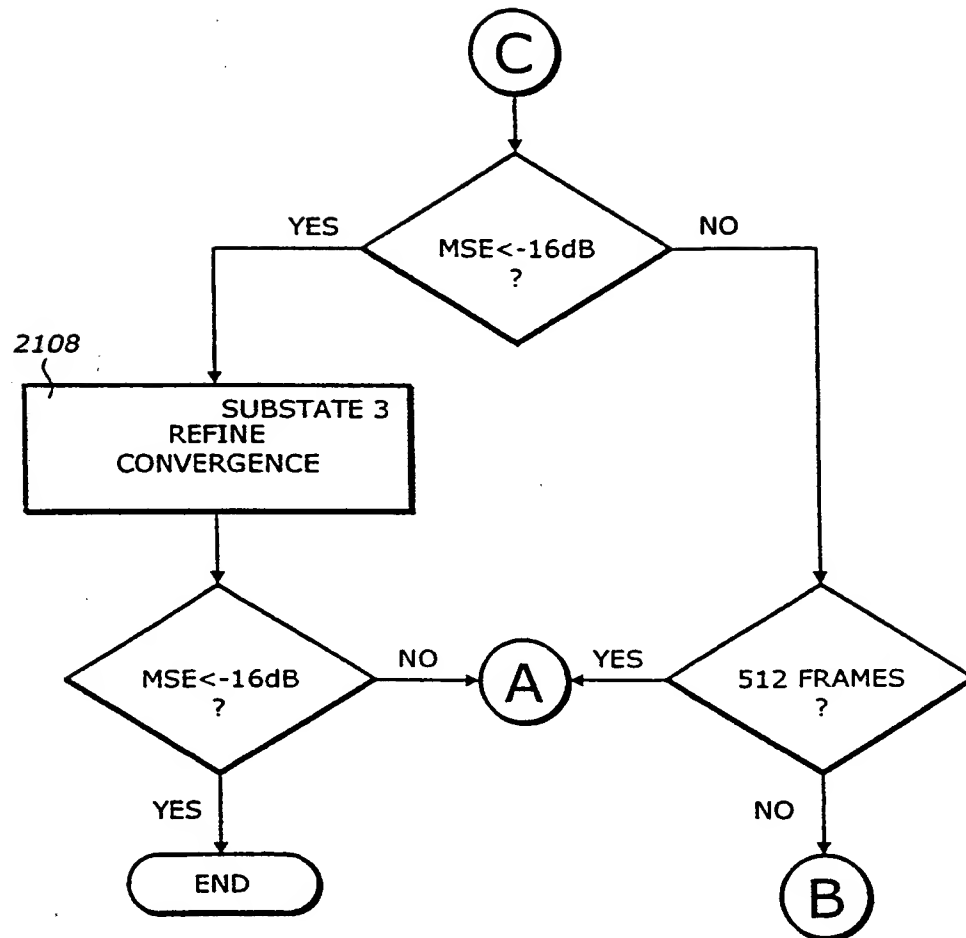 C
MSE<-16dB
?
YES
NO
2108
SUBSTATE 3
REFINE
CONVERGENCE
MSE<-16dB
?
NO
A
YES
512 FRAMES
?
YES
END
NO
B